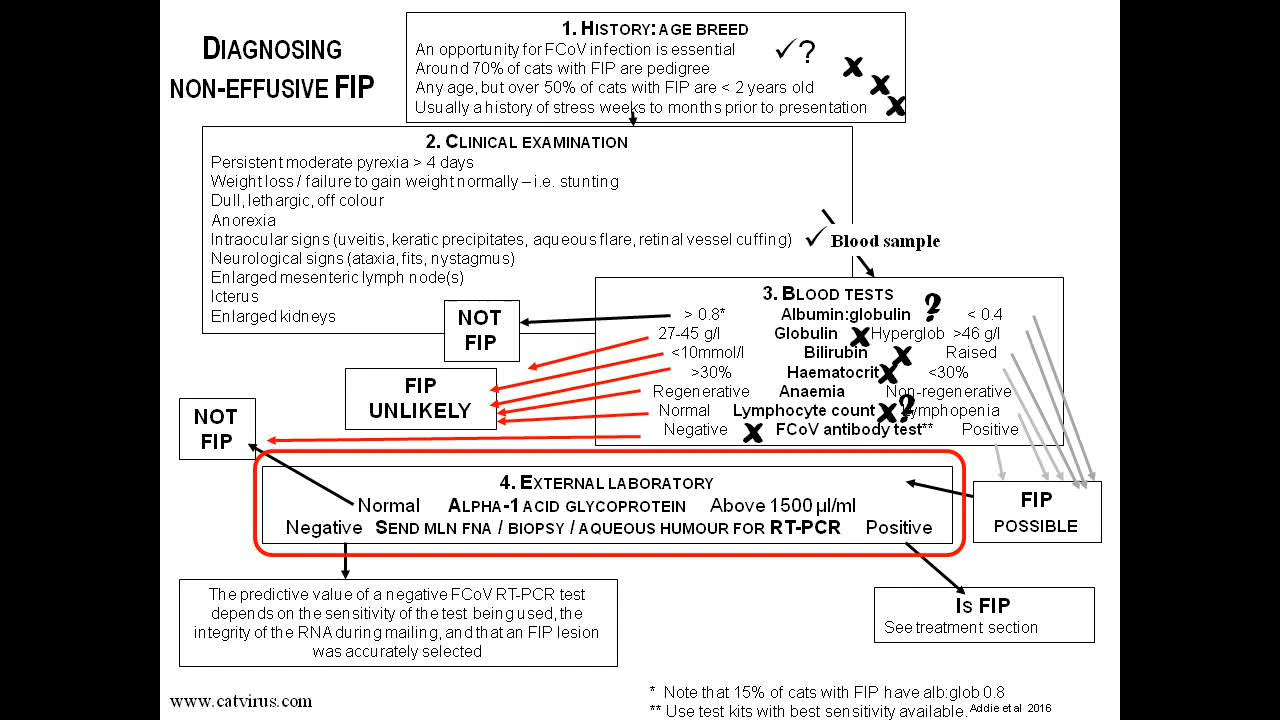 DIAGNOSING
NON-EFFUSIVE FIP
1. HISTORY: AGE BREED
An opportunity for FCoV infection is essential ✓?
Around 70% of cats with FIP are pedigree
Any age, but over 50% of cats with FIP are < 2 years old
Usually a history of stress weeks to months prior to presentation
2. CLINICAL EXAMINATION
Persistent moderate pyrexia > 4 days
Weight loss / failure to gain weight normally – i.e. stunting
Dull, lethargic, off colour
Anorexia
Intraocular signs (uveitis, keratic precipitates, aqueous flare, retinal vessel cuffing) ✓ Blood sample
Neurological signs (ataxia, fits, nystagmus)
Enlarged mesenteric lymph node(s)
Icterus
Enlarged kidneys
3. BLOOD TESTS
> 0.8* Albumin:globulin ? < 0.4
27-45 g/l Globulin Hyperglob >46 g/l
<10mmol/l Bilirubin Raised
>30% Haematocrit <30%
Regenerative Anaemia Non-regenerative
Normal Lymphocyte count ? Lymphopenia
Negative FCoV antibody test** Positive
NOT
FIP
FIP
UNLIKELY
NOT
FIP
4. EXTERNAL LABORATORY
Normal ALPHA-1 ACID GLYCOPROTEIN Above 1500 µl/ml
Negative SEND MLN FNA / BIOPSY / AQUEOUS HUMOUR FOR RT-PCR Positive
FIP
POSSIBLE
The predictive value of a negative FCoV RT-PCR test
depends on the sensitivity of the test being used, the
integrity of the RNA during mailing, and that an FIP lesion
was accurately selected
IS FIP
See treatment section
www.catvirus.com
* Note that 15% of cats with FIP have alb:glob 0.8
** Use test kits with best sensitivity available. Addie et al 2016